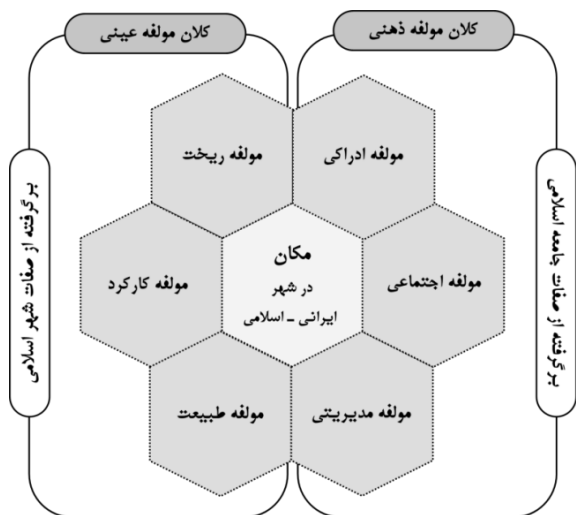 کلان مولفه ذهنی
کلان مولفه عینی
مولفه ادراکی
مولفه ریخت
برگرفته از صفات جامعه اسلامی
مولفه اجتماعی
مکان
در شهر
ایرانی - اسلامی
مولفه کارکرد
برگرفته از صفات شهر اسلامی
مولفه مدیریتی
مولفه طبیعت